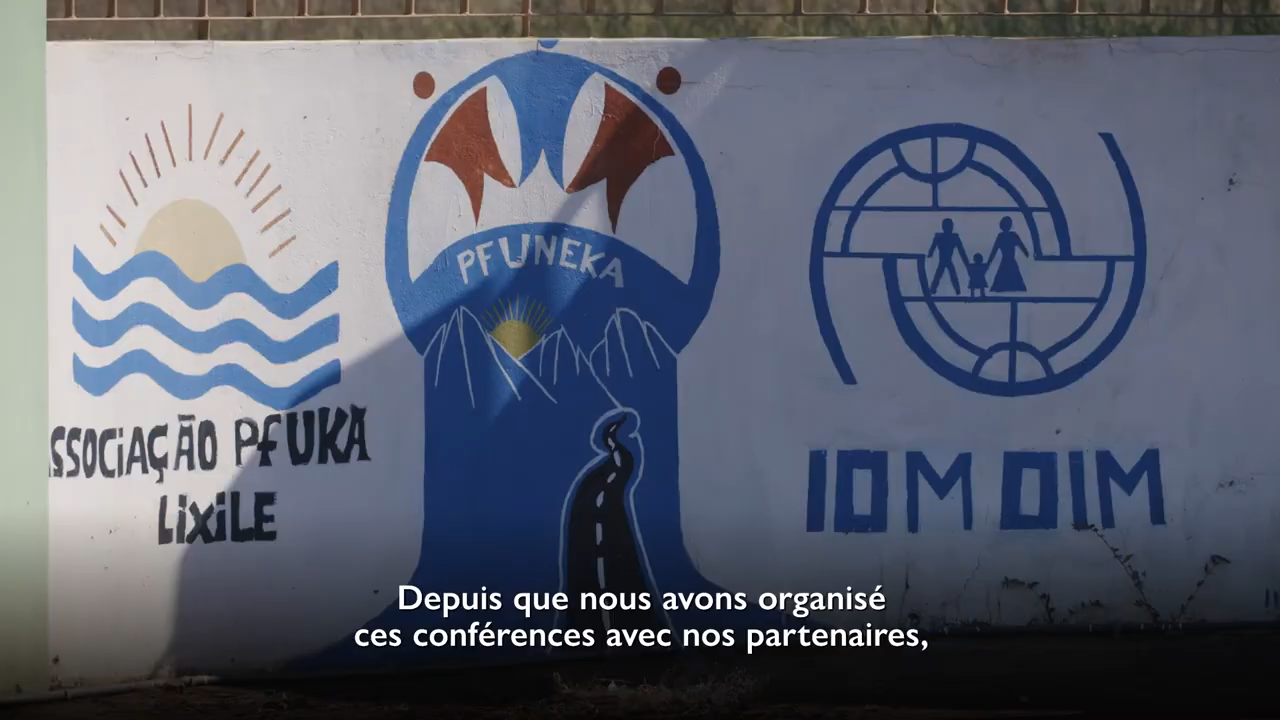 SSOCIAÇÃO PFUKA
LIXILE
PFUNEKA
IOM OIM
Depuis que nous avons organisé
ces conférences avec nos partenaires,